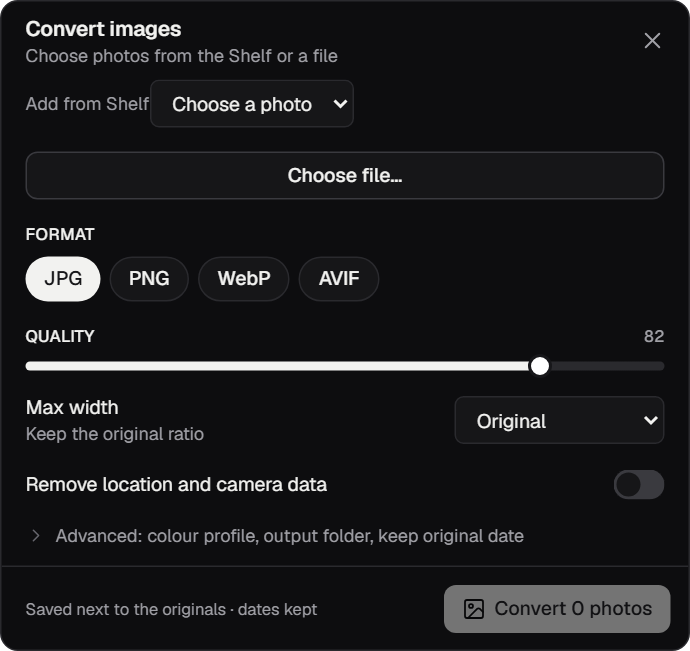 Convert images
Choose photos from the Shelf or a file
Add from Shelf Choose a photo
Choose file...
FORMAT
JPG PNG WebP AVIF
QUALITY 82
Max width
Keep the original ratio
Original
Remove location and camera data
Advanced: colour profile, output folder, keep original date
Saved next to the originals · dates kept
Convert 0 photos